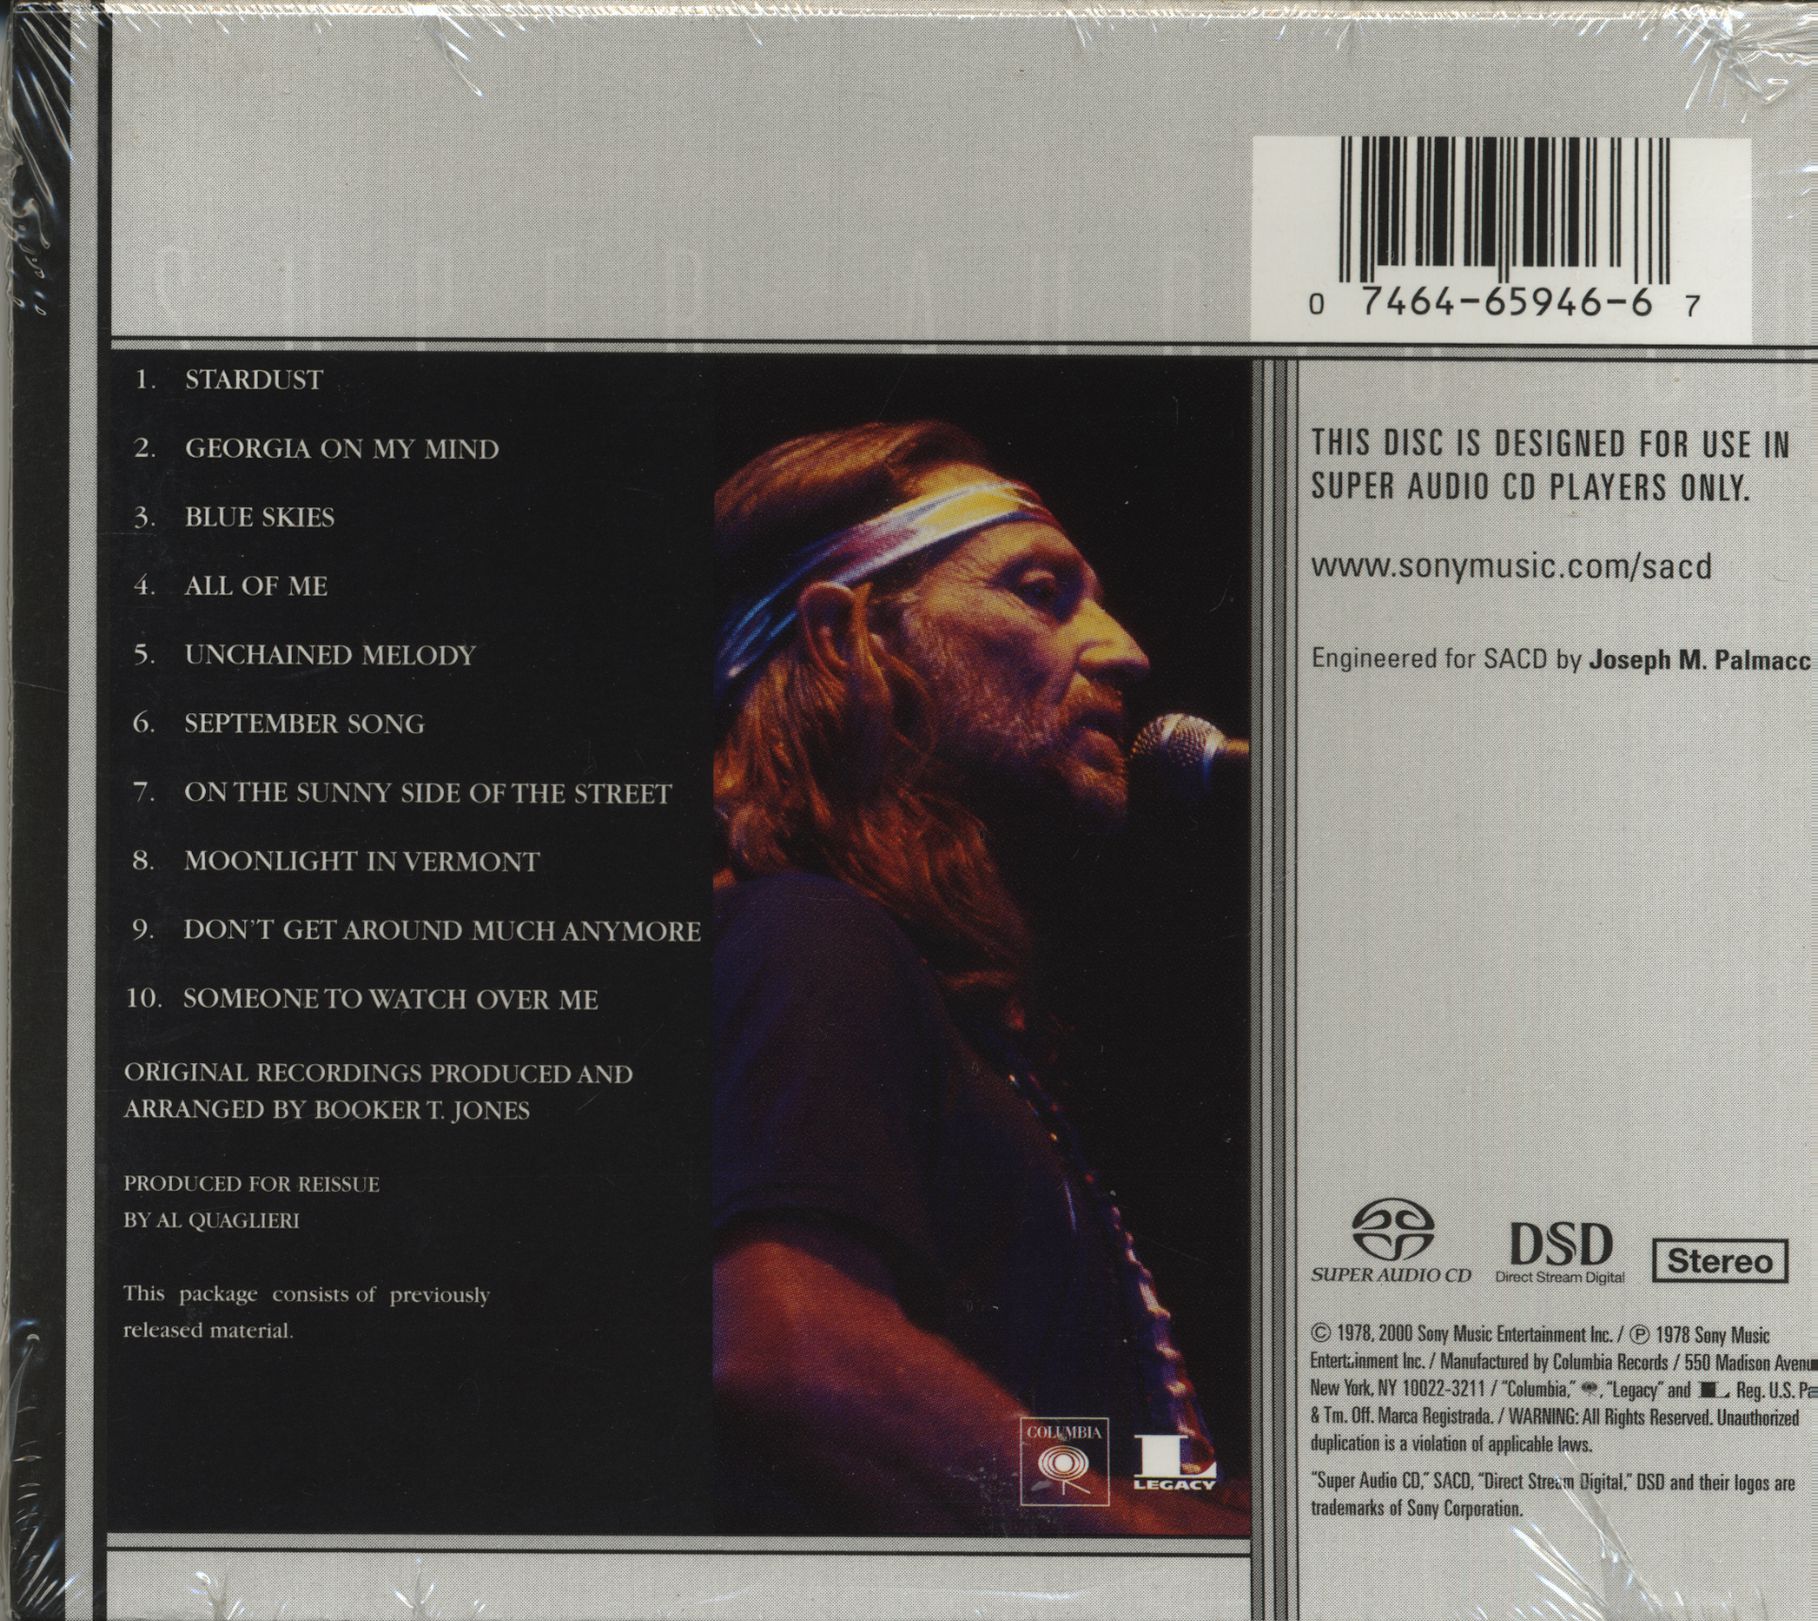 0 7464-65946-6 7
1. STARDUST
2. GEORGIA ON MY MIND
3. BLUE SKIES
4. ALL OF ME
5. UNCHAINED MELODY
6. SEPTEMBER SONG
7. ON THE SUNNY SIDE OF THE STREET
8. MOONLIGHT IN VERMONT
9. DON'T GET AROUND MUCH ANYMORE
10. SOMEONE TO WATCH OVER ME
ORIGINAL RECORDINGS PRODUCED AND
ARRANGED BY BOOKER T. JONES
PRODUCED FOR REISSUE
BY AL QUAGLIERI
This package consists of previously
released material.
COLUMBIA
LEGACY
THIS DISC IS DESIGNED FOR USE IN
SUPER AUDIO CD PLAYERS ONLY.
www.sonymusic.com/sacd
Engineered for SACD by Joseph M. Palmacc
SUPER AUDIO CD
DSD
Direct Stream Digital
Stereo
© 1978, 2000 Sony Music Entertainment Inc. / ℗ 1978 Sony Music
Entertainment Inc. / Manufactured by Columbia Records / 550 Madison Avenu
New York, NY 10022-3211 / "Columbia," , "Legacy" and L Reg. U.S. Pa
& Tm. Off. Marca Registrada. / WARNING: All Rights Reserved. Unauthorized
duplication is a violation of applicable laws.
"Super Audio CD," SACD, "Direct Stream Digital," DSD and their logos are
trademarks of Sony Corporation.